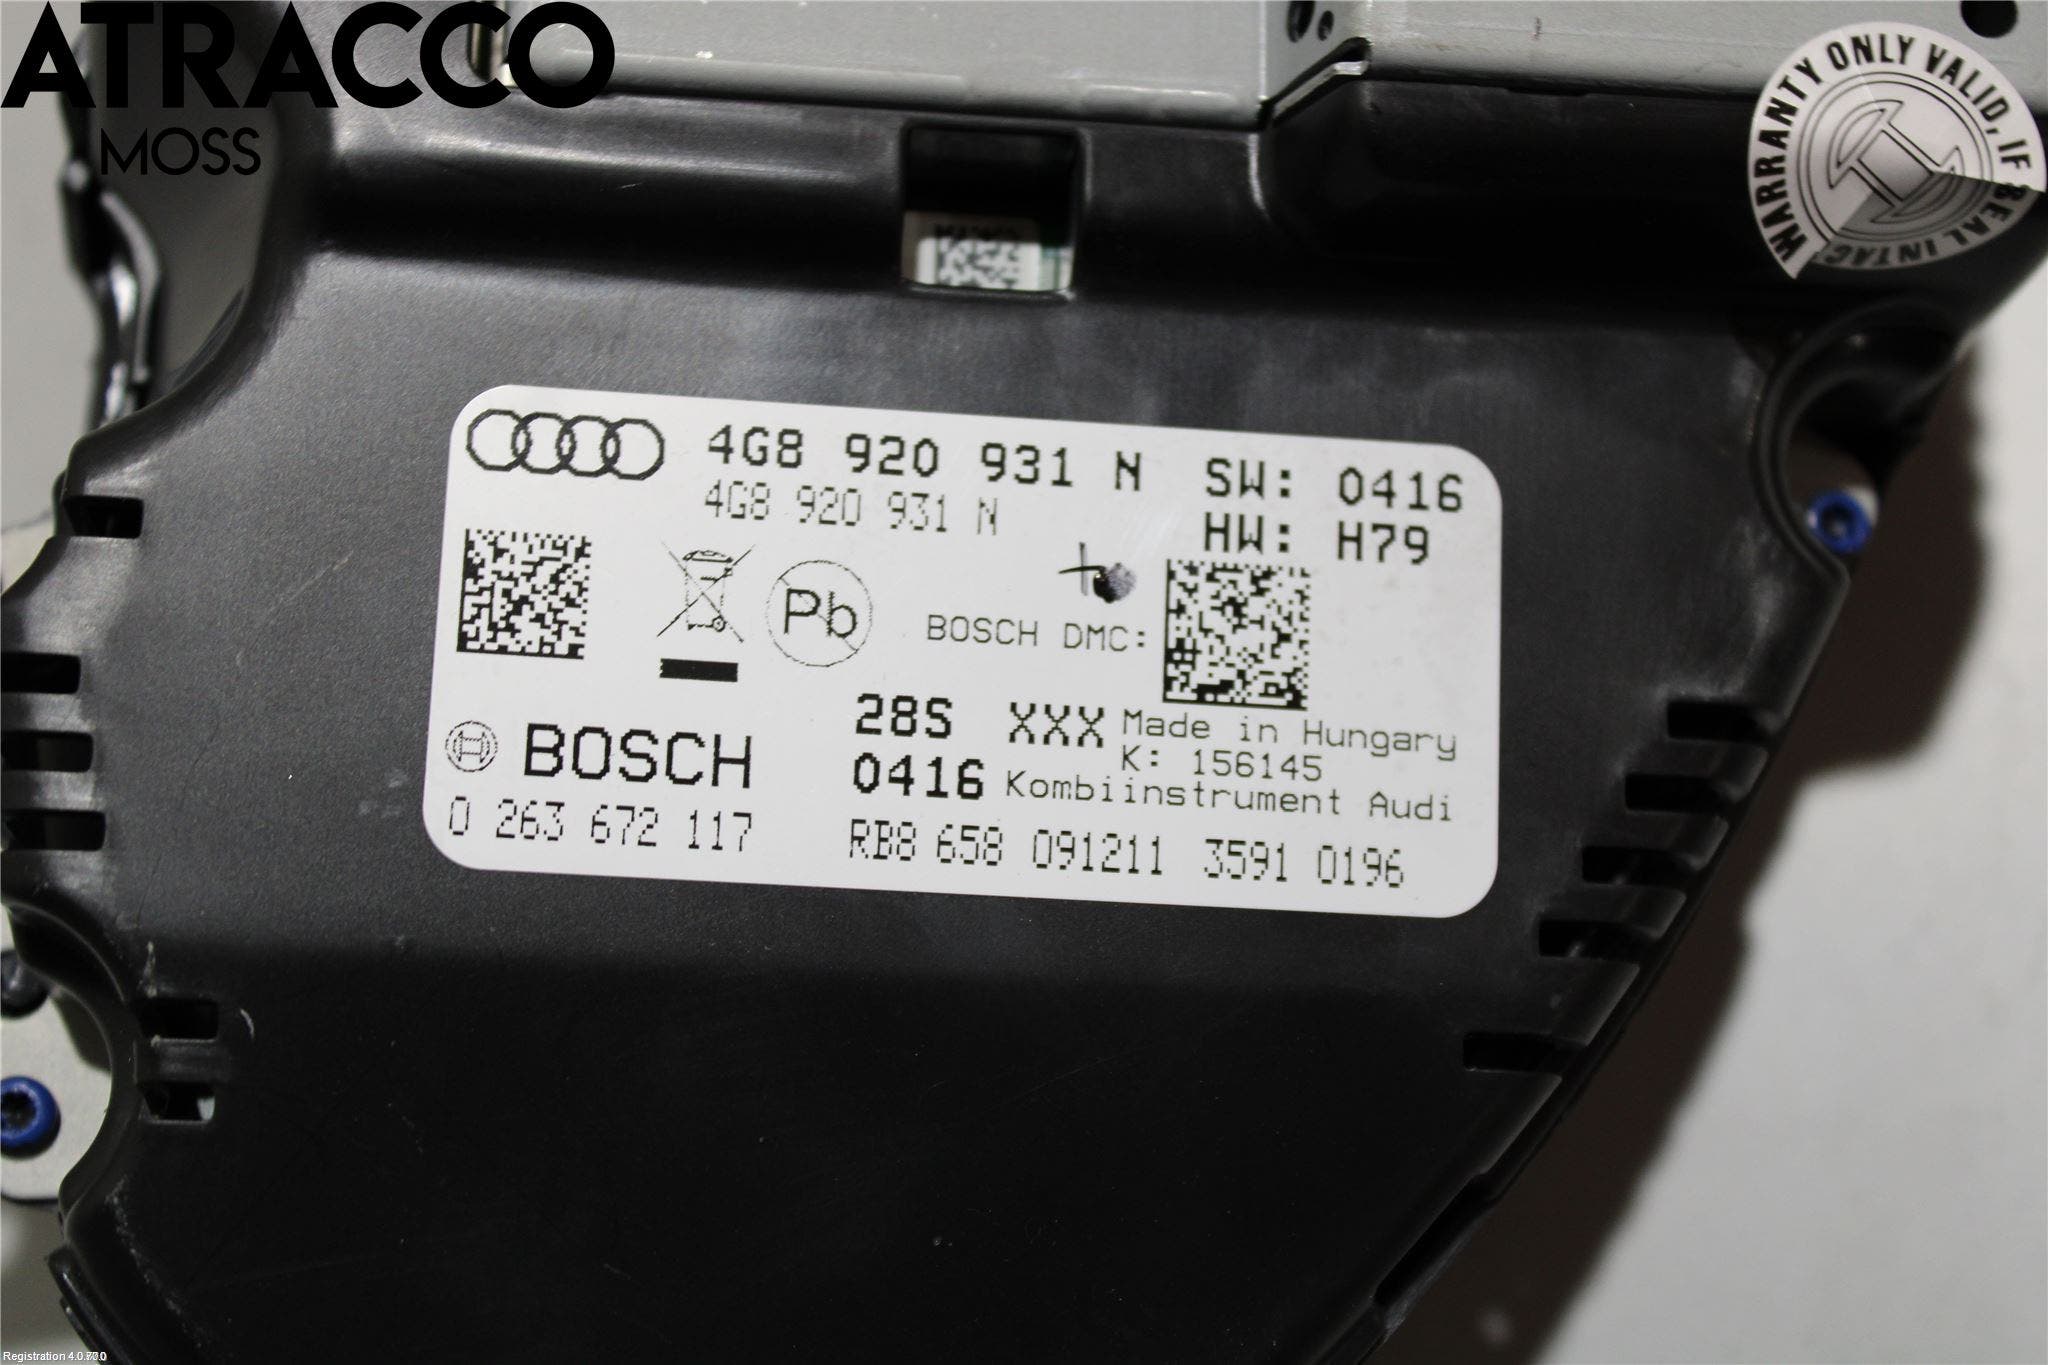 ATRACCO
MOSS
WARRANTY ONLY VALID, IF SEAL INTACT
4G8 920 931 N SW: 0416
4G8 920 931 N HW: H79
Pb
BOSCH DMC:
28S XXX Made in Hungary
K: 156145
BOSCH 0416 Kombiinstrument Audi
0 263 672 117 RB8 658 091211 3591 0196